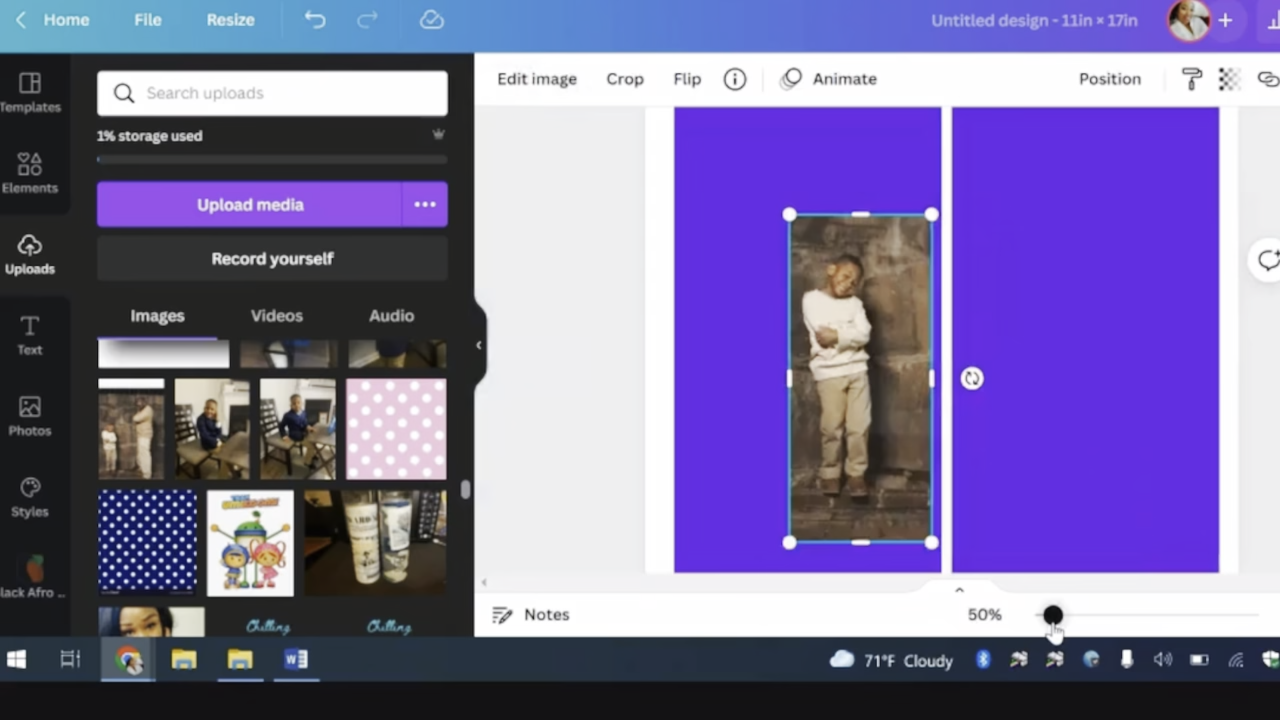 Home File Resize Untitled design - 11in × 17in
Templates
Elements
Uploads
Text
Photos
Styles
lack Afro ..
Search uploads
1% storage used
Upload media
Record yourself
Images Videos Audio
Chilling
Chilling
Edit image Crop Flip Animate Position
Notes 50%
71°F Cloudy